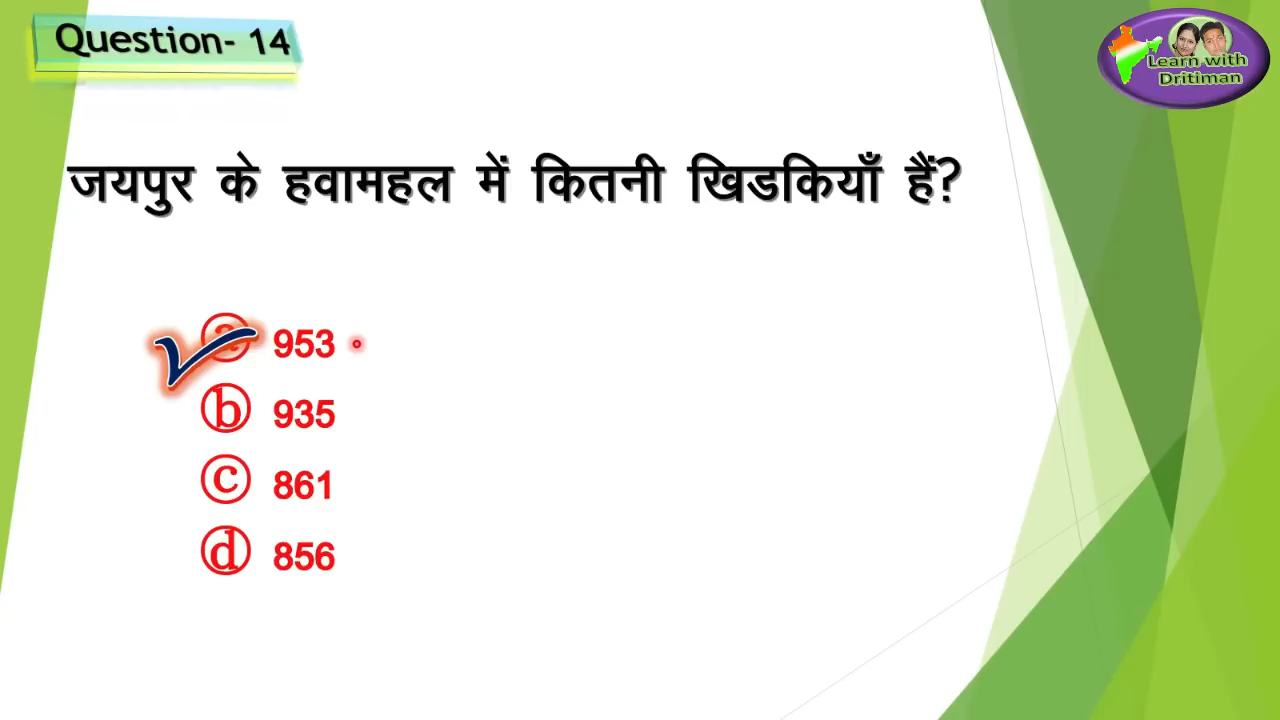 Question- 14
Learn with
Dritiman
जयपुर के हवामहल में कितनी खिडकियाँ हैं?
ⓐ 953
ⓑ 935
ⓒ 861
ⓓ 856